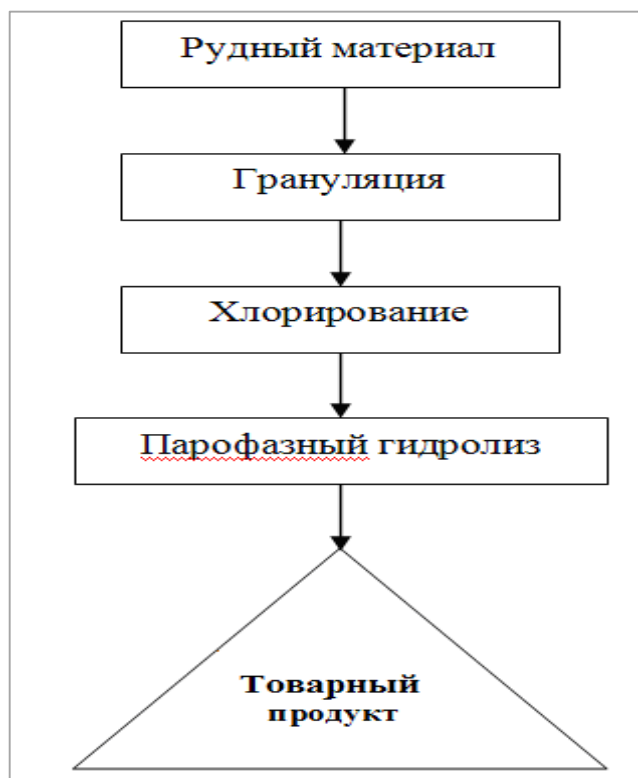 Рудный материал
Грануляция
Хлорирование
Парофазный гидролиз
Товарный
продукт